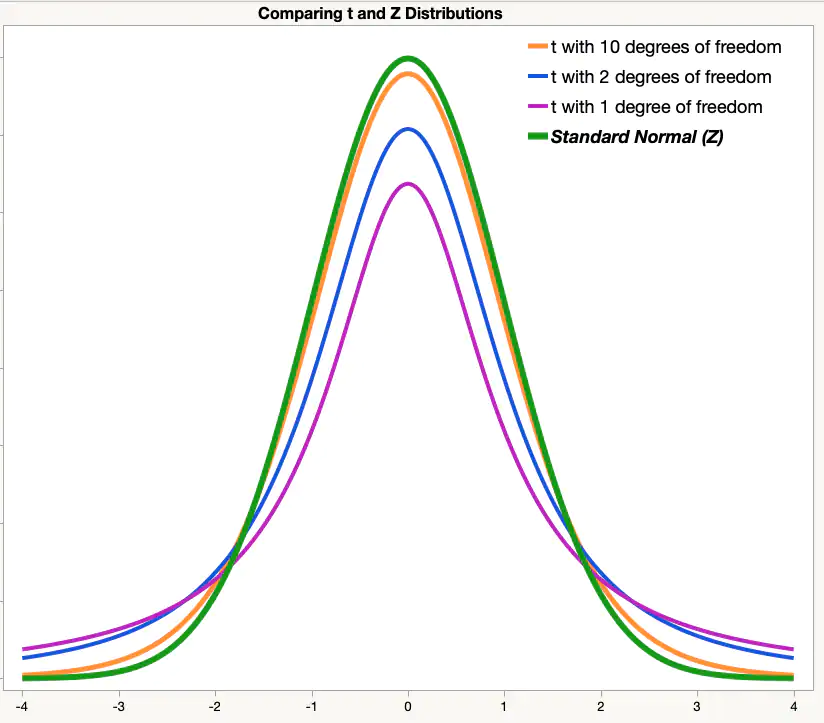 Comparing t and Z Distributions
t with 10 degrees of freedom
t with 2 degrees of freedom
t with 1 degree of freedom
Standard Normal (Z)
-4 -3 -2 -1 0 1 2 3 4